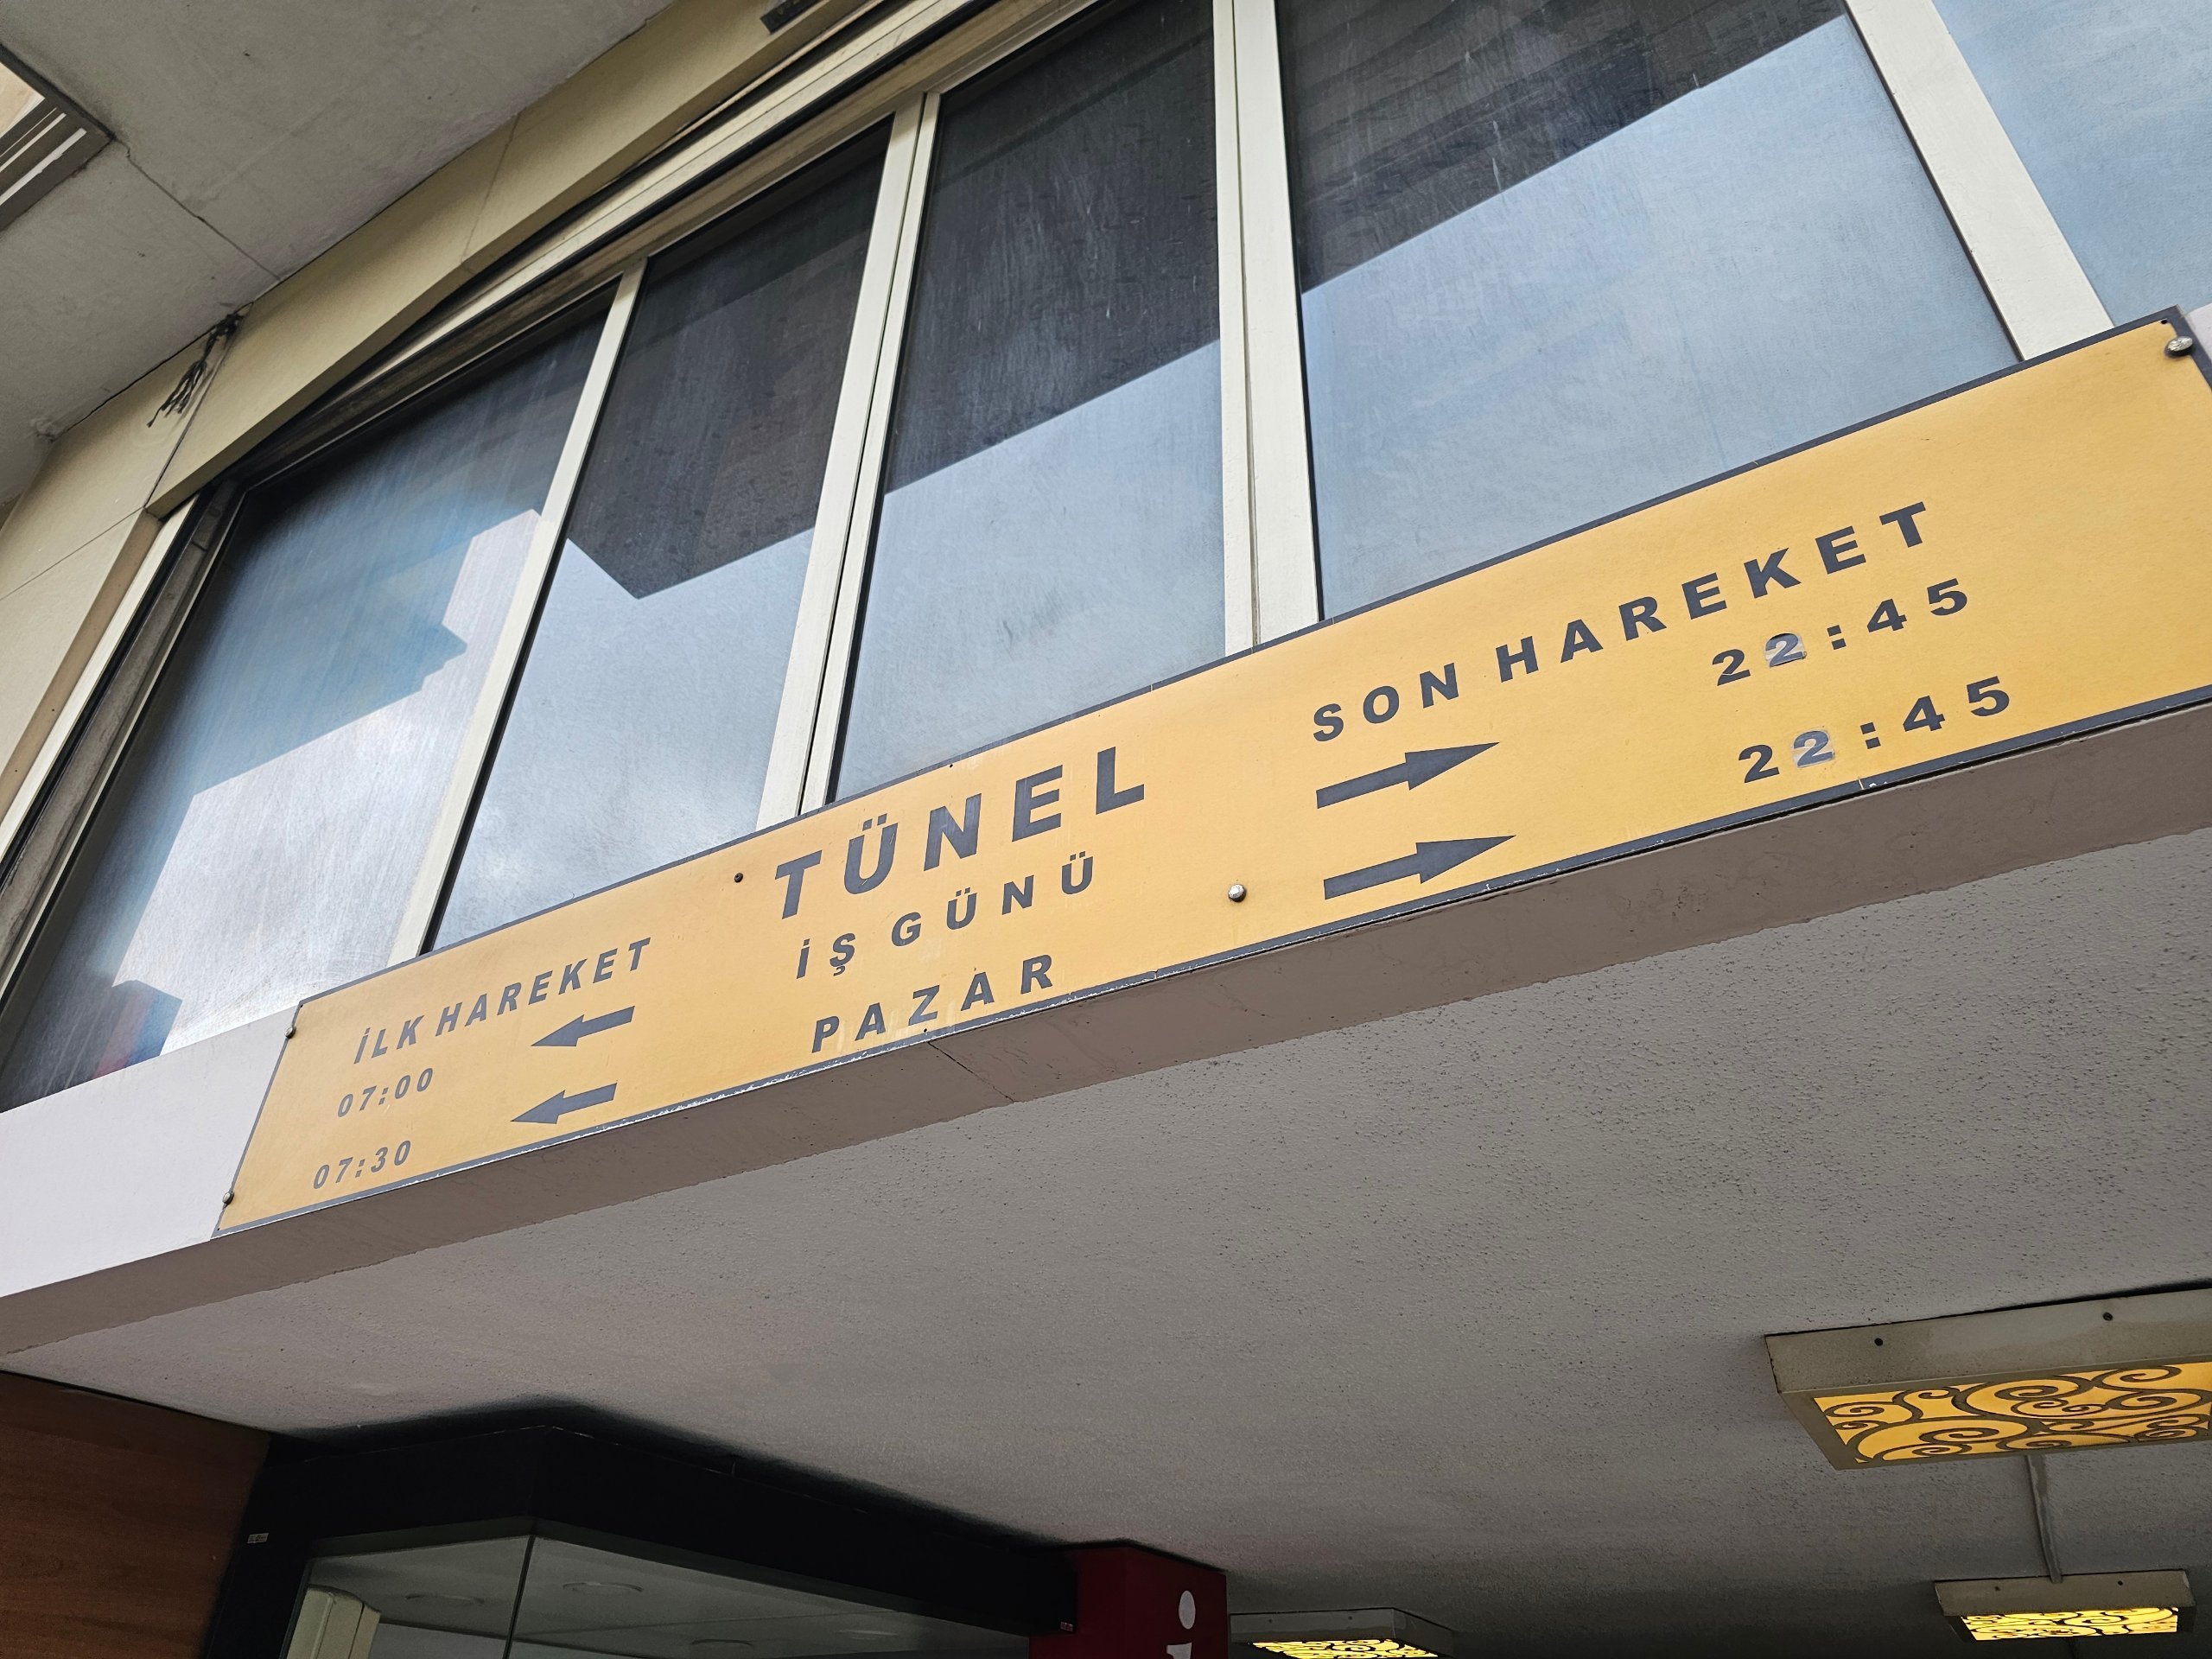 TÜNEL
İLK HAREKET
SON HAREKET
07:00
İŞ GÜNÜ
22:45
07:30
PAZAR
22:45